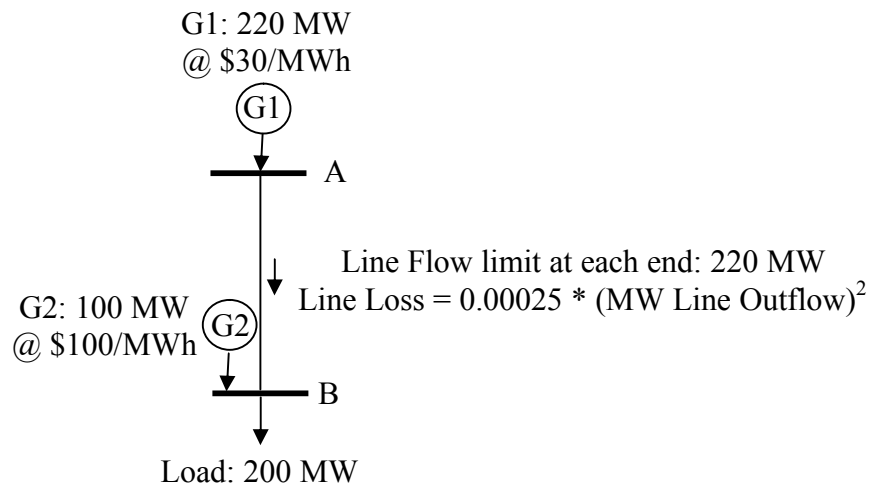 G1: 220 MW
@ $30/MWh
G1
A
Line Flow limit at each end: 220 MW
Line Loss = 0.00025 * (MW Line Outflow)²
G2: 100 MW
@ $100/MWh
G2
B
Load: 200 MW